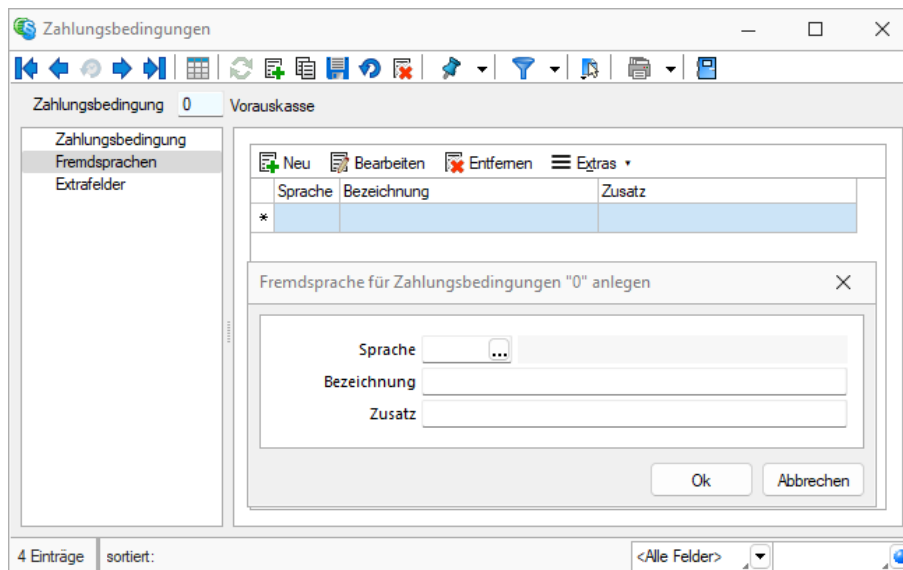 Zahlungsbedingungen
Zahlungsbedingung 0 Vorauskasse
Zahlungsbedingung
Fremdsprachen
Extrafelder
Neu Bearbeiten Entfernen Extras
Sprache Bezeichnung Zusatz
*
Fremdsprache für Zahlungsbedingungen "0" anlegen
Sprache ...
Bezeichnung
Zusatz
Ok Abbrechen
4 Einträge sortiert: <Alle Felder>